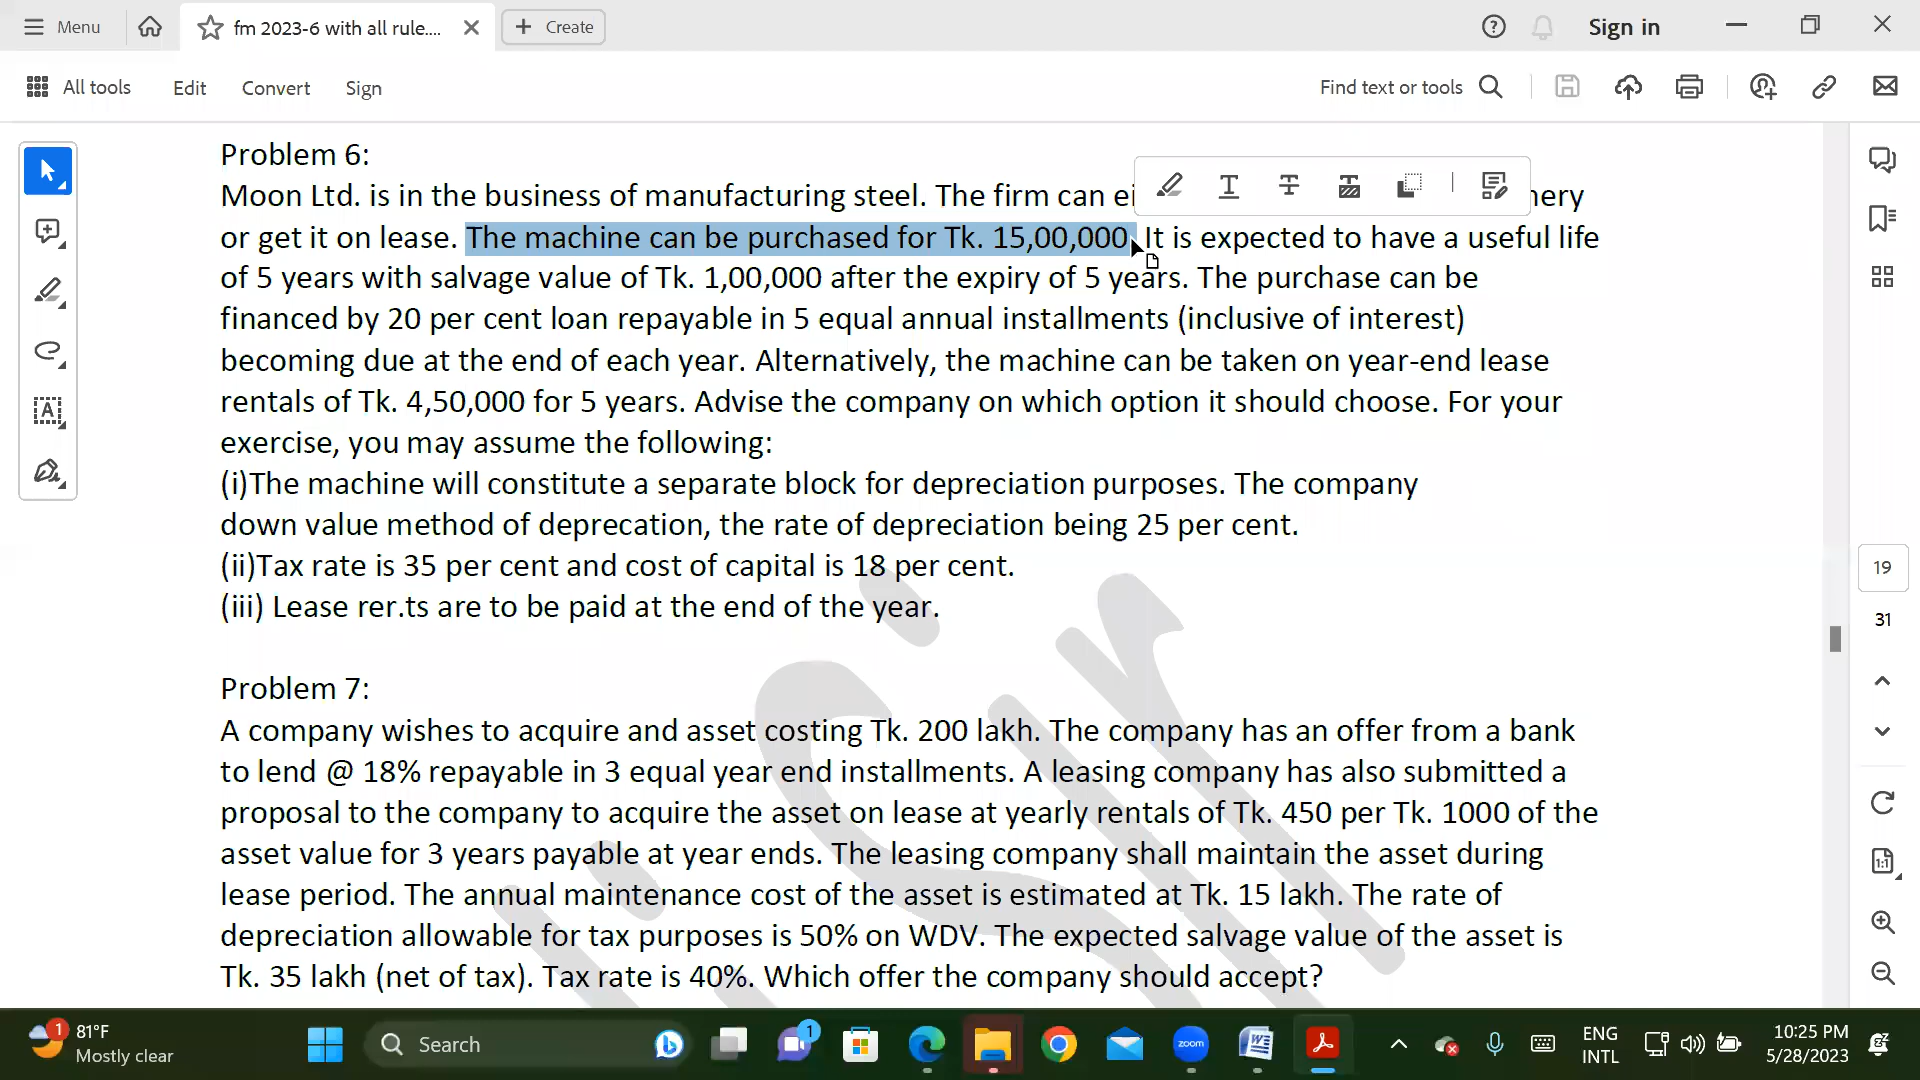 Menu
fm 2023-6 with all rule....
Create
Sign in
All tools
Edit
Convert
Sign
Find text or tools
Problem 6:
Moon Ltd. is in the business of manufacturing steel. The firm can
or get it on lease. The machine can be purchased for Tk. 15,00,000. It is expected to have a useful life
of 5 years with salvage value of Tk. 1,00,000 after the expiry of 5 years. The purchase can be
financed by 20 per cent loan repayable in 5 equal annual installments (inclusive of interest)
becoming due at the end of each year. Alternatively, the machine can be taken on year-end lease
rentals of Tk. 4,50,000 for 5 years. Advise the company on which option it should choose. For your
exercise, you may assume the following:
(i)The machine will constitute a separate block for depreciation purposes. The company
down value method of deprecation, the rate of depreciation being 25 per cent.
(ii)Tax rate is 35 per cent and cost of capital is 18 per cent.
(iii) Lease rer.ts are to be paid at the end of the year.
Problem 7:
A company wishes to acquire and asset costing Tk. 200 lakh. The company has an offer from a bank
to lend @ 18% repayable in 3 equal year end installments. A leasing company has also submitted a
proposal to the company to acquire the asset on lease at yearly rentals of Tk. 450 per Tk. 1000 of the
asset value for 3 years payable at year ends. The leasing company shall maintain the asset during
lease period. The annual maintenance cost of the asset is estimated at Tk. 15 lakh. The rate of
depreciation allowable for tax purposes is 50% on WDV. The expected salvage value of the asset is
Tk. 35 lakh (net of tax). Tax rate is 40%. Which offer the company should accept?
Sir
19
31
1:1
1
81°F
Mostly clear
Search
1
zoom
ENG
INTL
10:25 PM
5/28/2023